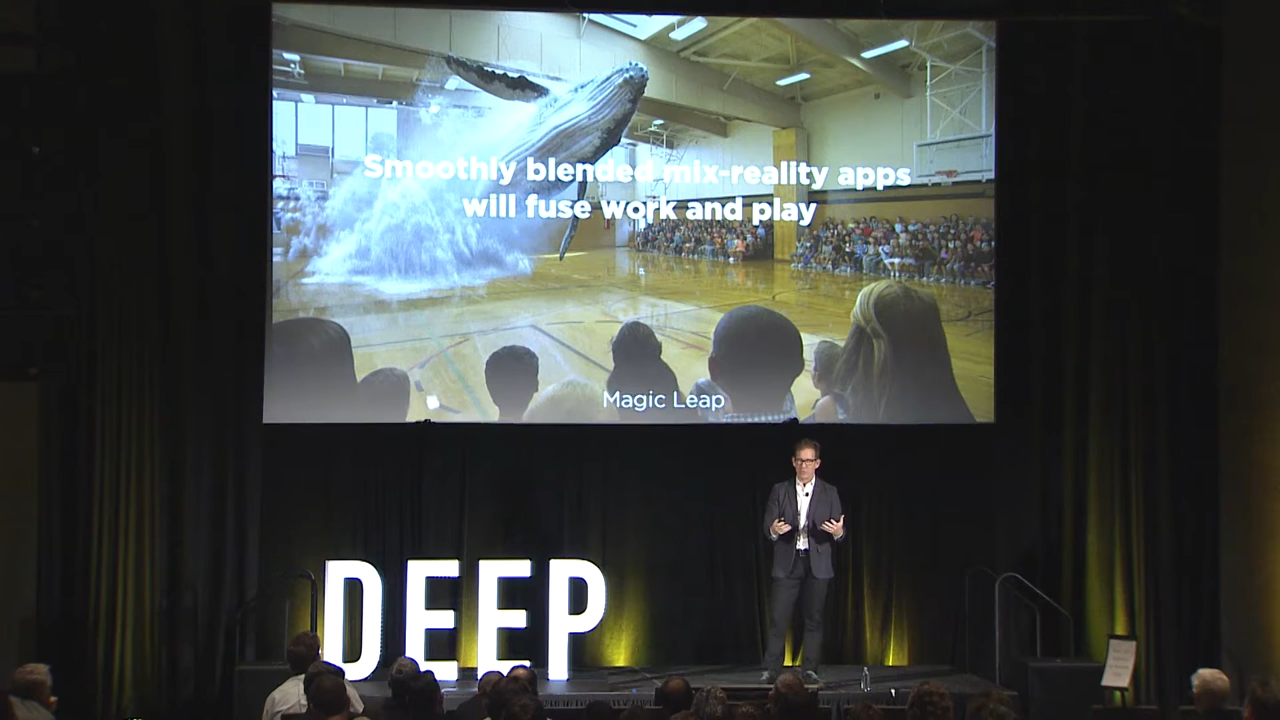 Smoothly blended mix-reality apps
will fuse work and play
Magic Leap
DEEP